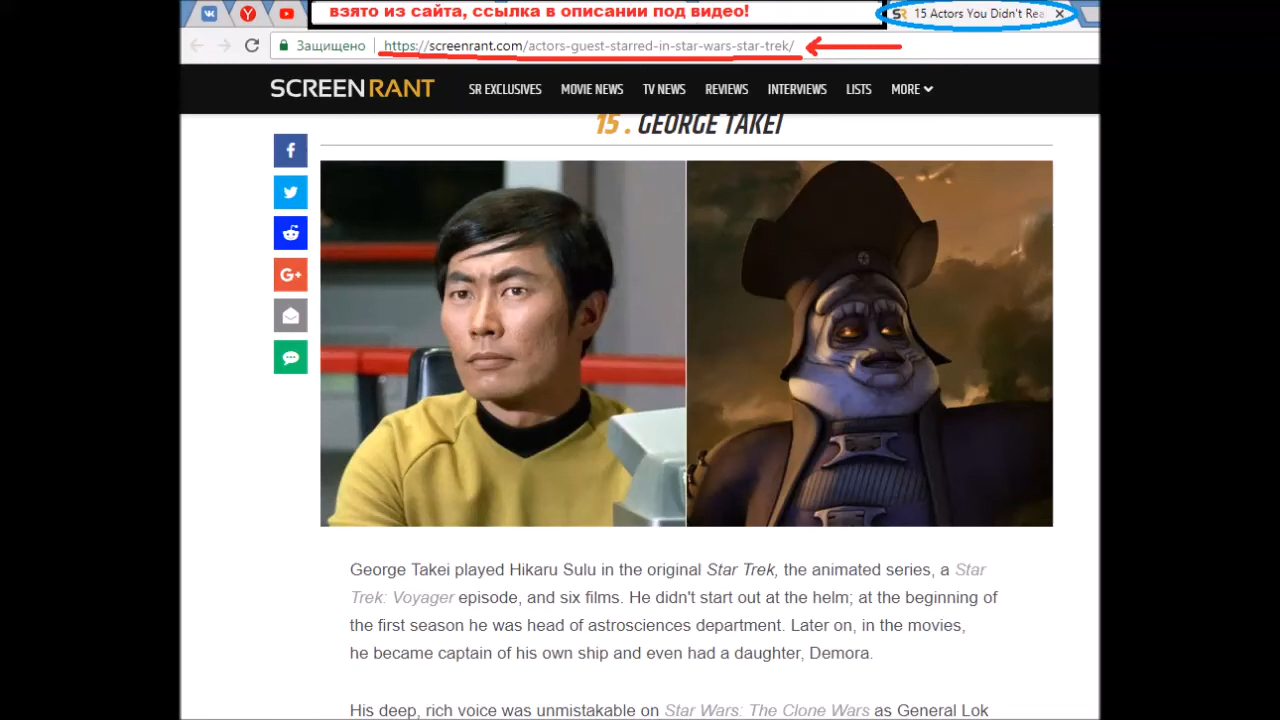 взято из сайта, ссылка в описании под видео!
SR 15 Actors You Didn't Rea
Защищено
https://screenrant.com/actors-guest-starred-in-star-wars-star-trek/
SCREENRANT
SR EXCLUSIVES MOVIE NEWS TV NEWS REVIEWS INTERVIEWS LISTS MORE
15 . GEORGE TAKEI
George Takei played Hikaru Sulu in the original Star Trek, the animated series, a Star
Trek: Voyager episode, and six films. He didn't start out at the helm; at the beginning of
the first season he was head of astrosciences department. Later on, in the movies,
he became captain of his own ship and even had a daughter, Demora.
His deep, rich voice was unmistakable on Star Wars: The Clone Wars as General Lok